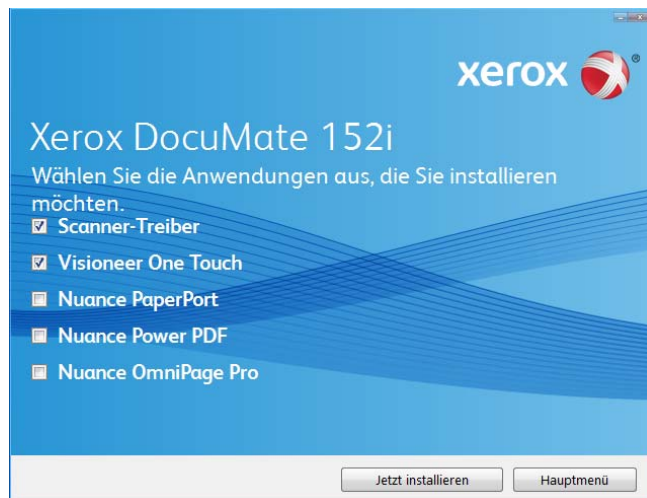 xerox ®
Xerox DocuMate 152i
Wählen Sie die Anwendungen aus, die Sie installieren
möchten.
Scanner-Treiber
Visioneer One Touch
Nuance PaperPort
Nuance Power PDF
Nuance OmniPage Pro
Jetzt installieren Hauptmenü